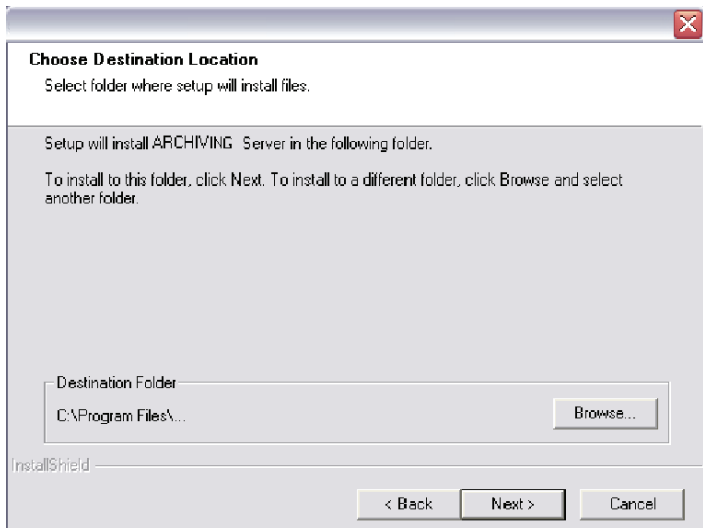 Choose Destination Location
Select folder where setup will install files.
Setup will install ARCHIVING Server in the following folder.
To install to this folder, click Next. To install to a different folder, click Browse and select
another folder.
Destination Folder
C:\Program Files\...
Browse...
InstallShield
< Back
Next >
Cancel